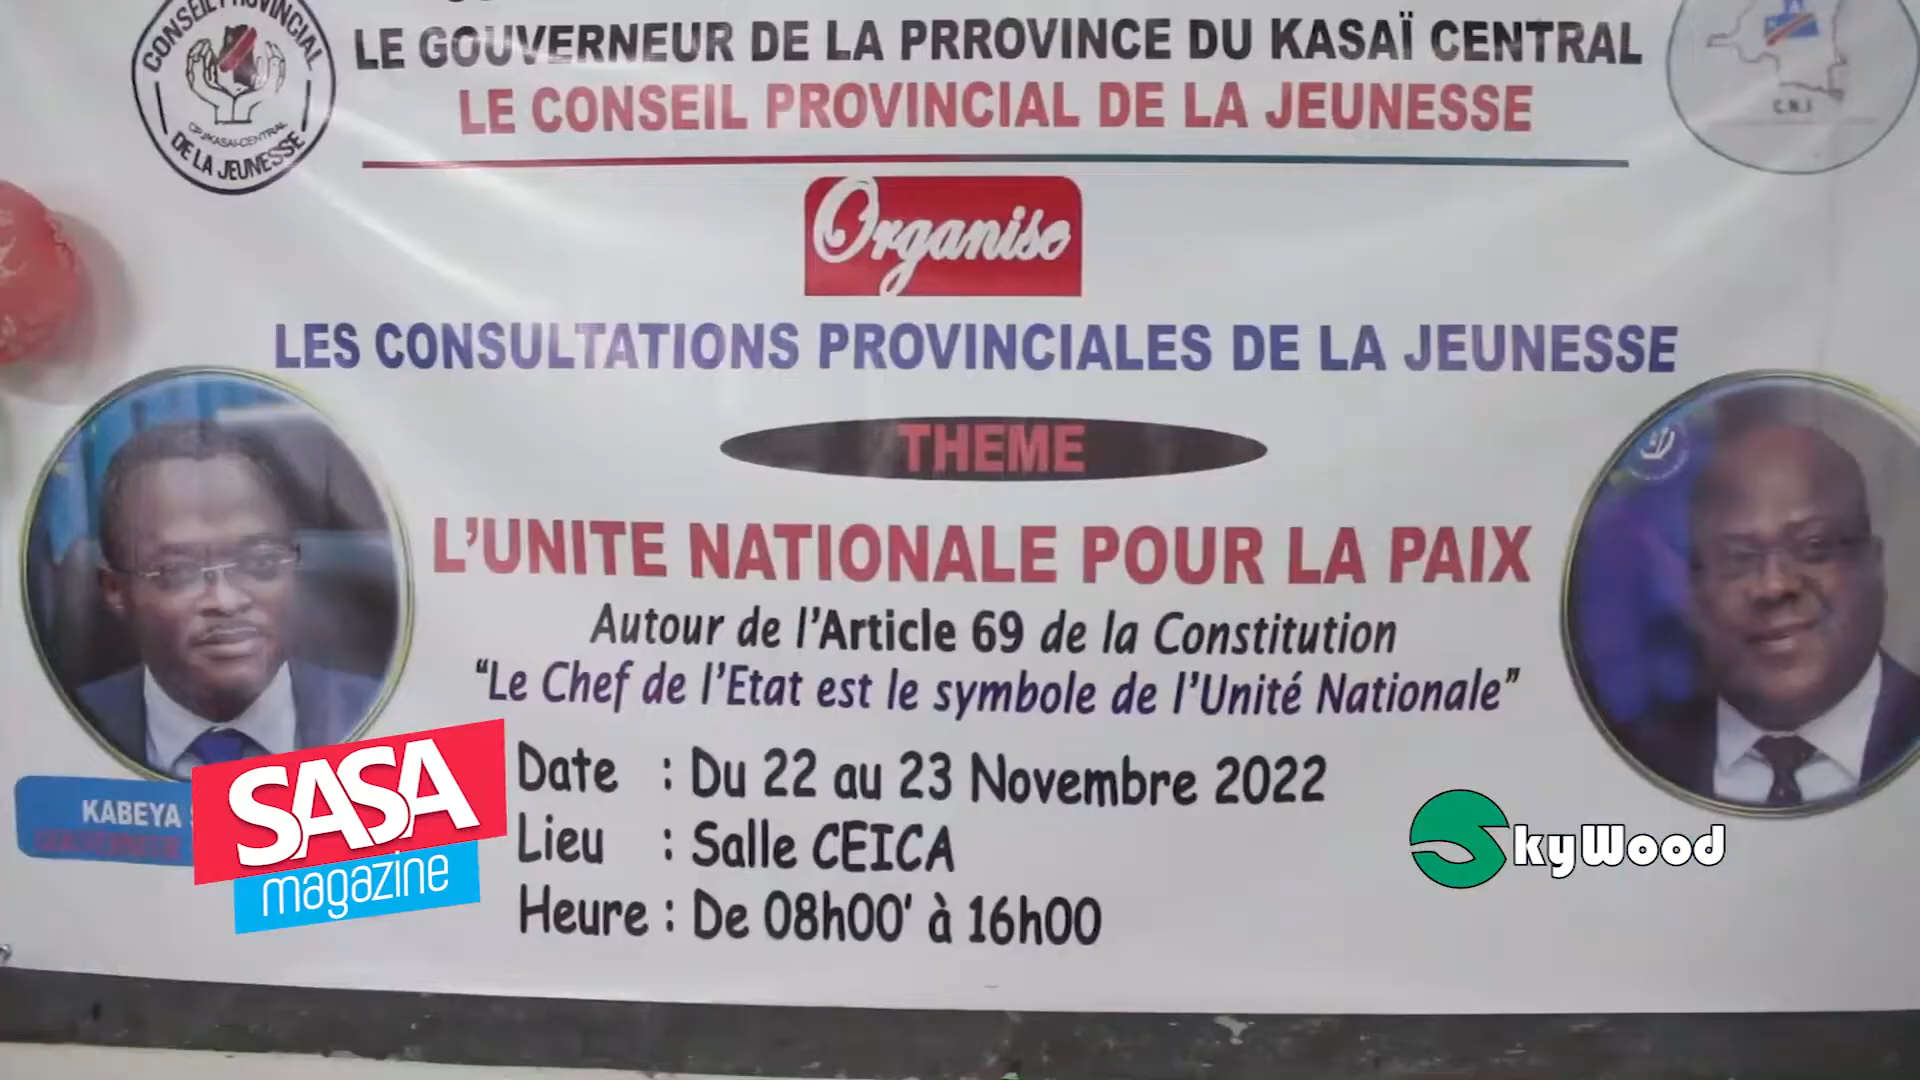 LE GOUVERNEUR DE LA PRROVINCE DU KASAÏ CENTRAL
LE CONSEIL PROVINCIAL DE LA JEUNESSE
CONSEIL PROVINCIAL
CPJ/KASAI-CENTRAL
DE LA JEUNESSE
C.N.J
Organise
LES CONSULTATIONS PROVINCIALES DE LA JEUNESSE
THEME
L'UNITE NATIONALE POUR LA PAIX
Autour de l'Article 69 de la Constitution
"Le Chef de l'Etat est le symbole de l'Unité Nationale"
Date : Du 22 au 23 Novembre 2022
Lieu : Salle CEICA
Heure : De 08h00' à 16h00
KABEYA
SASA
magazine
SkyWood